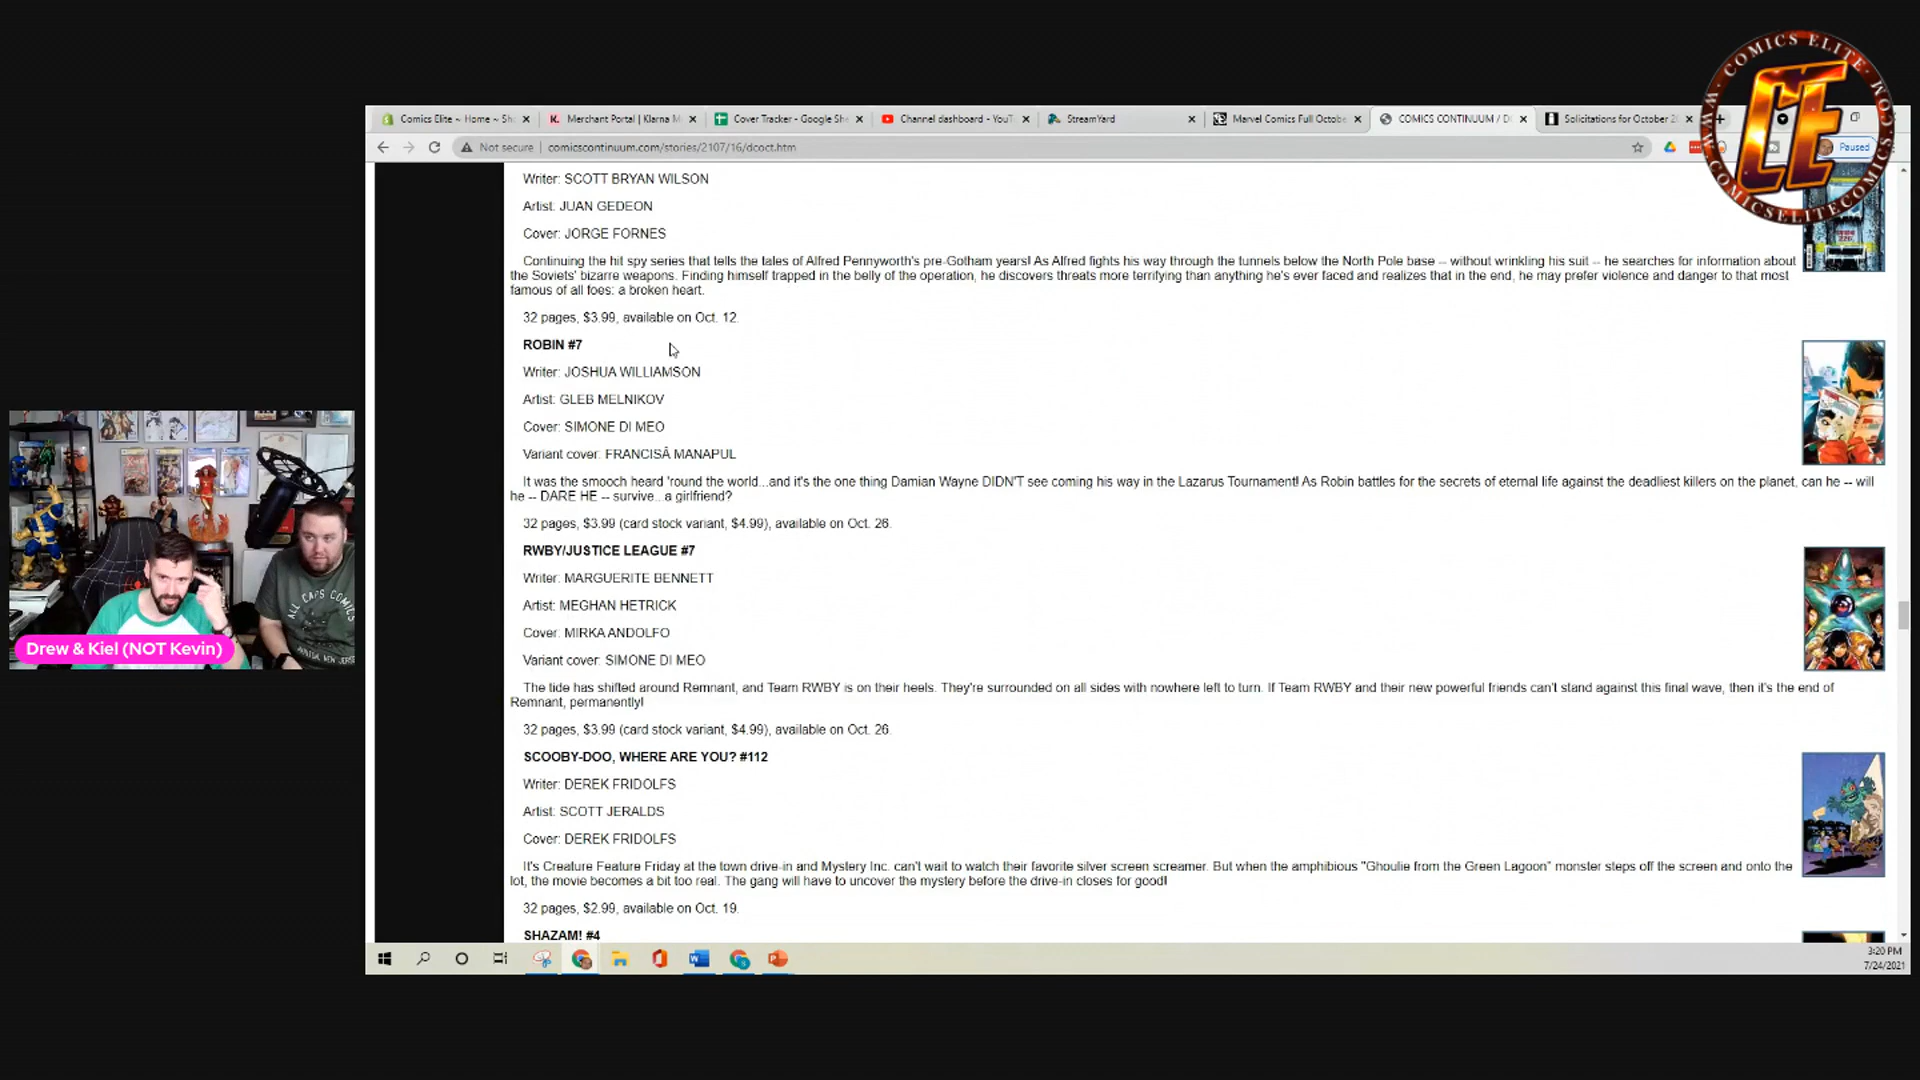 · COMICS ELITE ·
WWW.COMICSELITECOMICS.COM
CE
Comics Elite ~ Home ~ Sh
Merchant Portal | Klarna M
Cover Tracker - Google She
Channel dashboard - YouT
StreamYard
Marvel Comics Full Octobe
COMICS CONTINUUM / D
Solicitations for October 2
Not secure
comicscontinuum.com/stories/2107/16/dcoct.htm
Paused
Writer: SCOTT BRYAN WILSON
Artist: JUAN GEDEON
Cover: JORGE FORNES
Continuing the hit spy series that tells the tales of Alfred Pennyworth's pre-Gotham years! As Alfred fights his way through the tunnels below the North Pole base -- without wrinkling his suit -- he searches for information about
the Soviets' bizarre weapons. Finding himself trapped in the belly of the operation, he discovers threats more terrifying than anything he's ever faced and realizes that in the end, he may prefer violence and danger to that most
famous of all foes: a broken heart.
32 pages, $3.99, available on Oct. 12.
ROBIN #7
Writer: JOSHUA WILLIAMSON
Artist: GLEB MELNIKOV
Cover: SIMONE DI MEO
Variant cover: FRANCISÂ MANAPUL
It was the smooch heard 'round the world...and it's the one thing Damian Wayne DIDN'T see coming his way in the Lazarus Tournament! As Robin battles for the secrets of eternal life against the deadliest killers on the planet, can he -- will
he -- DARE HE -- survive...a girlfriend?
32 pages, $3.99 (card stock variant, $4.99), available on Oct. 26.
RWBY/JUSTICE LEAGUE #7
Writer: MARGUERITE BENNETT
Artist: MEGHAN HETRICK
Cover: MIRKA ANDOLFO
Variant cover: SIMONE DI MEO
The tide has shifted around Remnant, and Team RWBY is on their heels. They're surrounded on all sides with nowhere left to turn. If Team RWBY and their new powerful friends can't stand against this final wave, then it's the end of
Remnant, permanently!
32 pages, $3.99 (card stock variant, $4.99), available on Oct. 26.
SCOOBY-DOO, WHERE ARE YOU? #112
Writer: DEREK FRIDOLFS
Artist: SCOTT JERALDS
Cover: DEREK FRIDOLFS
It's Creature Feature Friday at the town drive-in and Mystery Inc. can't wait to watch their favorite silver screen screamer. But when the amphibious "Ghoulie from the Green Lagoon" monster steps off the screen and onto the
lot, the movie becomes a bit too real. The gang will have to uncover the mystery before the drive-in closes for good!
32 pages, $2.99, available on Oct. 19.
SHAZAM! #4
ALL CAPS COMICS
Drew & Kiel (NOT Kevin)
3:20 PM
7/24/2021